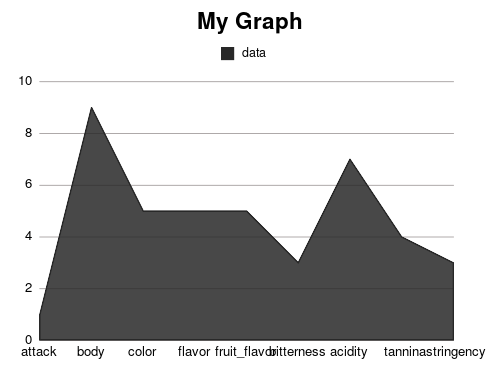 My Graph
data
10
8
6
4
2
0
attack body color flavor fruit_flavor bitterness acidity tannin astringency